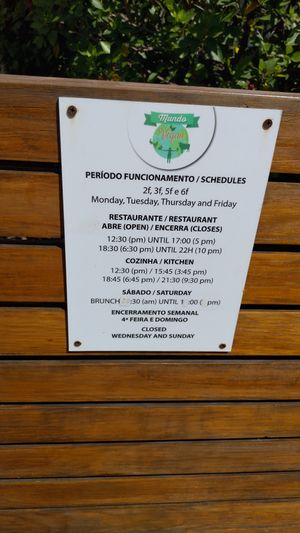 Mundo
Vegan
PERÍODO FUNCIONAMENTO / SCHEDULES
2f, 3f, 5f e 6f
Monday, Tuesday, Thursday and Friday
RESTAURANTE / RESTAURANT
ABRE (OPEN) / ENCERRA (CLOSES)
12:30 (pm) UNTIL 17:00 (5 pm)
18:30 (6:30 pm) UNTIL 22H (10 pm)
COZINHA / KITCHEN
12:30 (pm) / 15:45 (3:45 pm)
18:45 (6:45 pm) / 21:30 (9:30 pm)
SÁBADO / SATURDAY
BRUNCH (am) UNTIL pm)
ENCERRAMENTO SEMANAL
4ª FEIRA E DOMINGO
CLOSED
WEDNESDAY AND SUNDAY